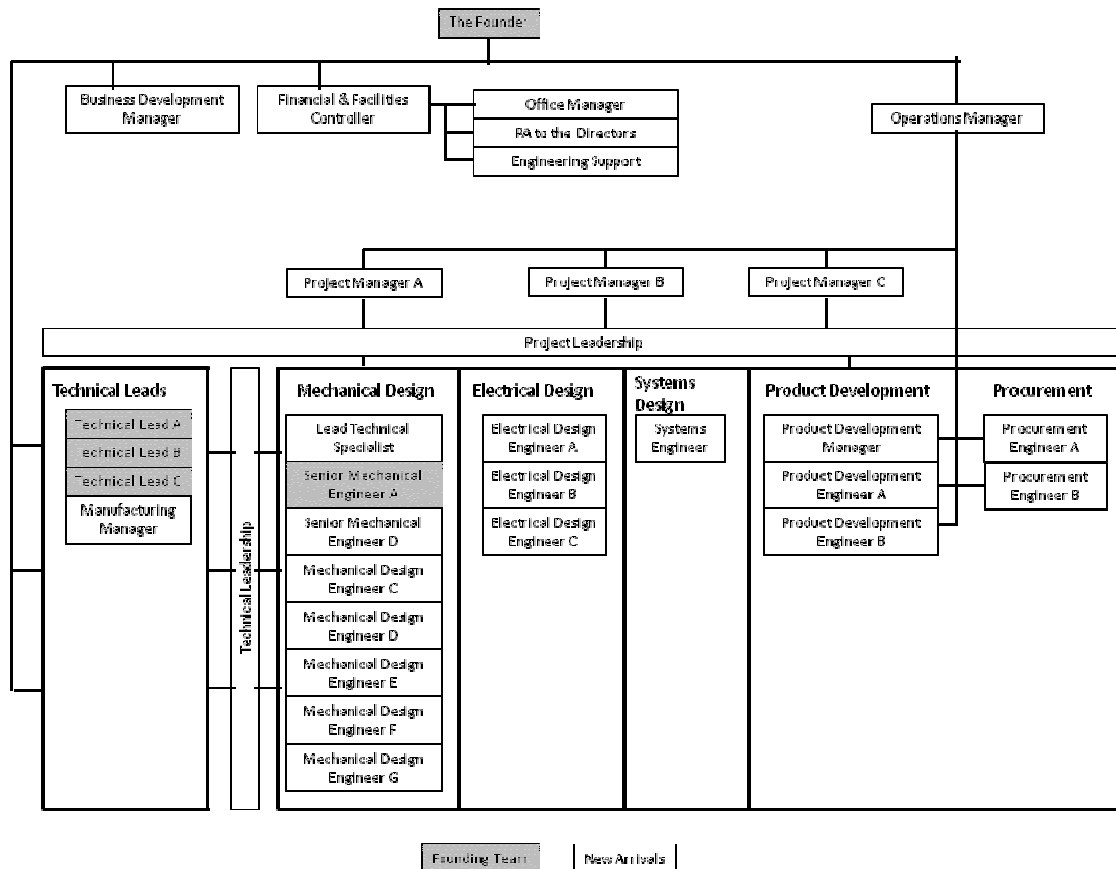 The Founder
Business Development
Manager
Financial & Facilities
Controller
Office Manager
PA to the Directors
Engineering Support
Operations Manager
Project Manager A
Project Manager B
Project Manager C
Project Leadership
Technical Leads
Technical Lead A
Technical Lead B
Technical Lead C
Manufacturing
Manager
Technical Leadership
Mechanical Design
Lead Technical
Specialist
Senior Mechanical
Engineer A
Senior Mechanical
Engineer D
Mechanical Design
Engineer C
Mechanical Design
Engineer D
Mechanical Design
Engineer E
Mechanical Design
Engineer F
Mechanical Design
Engineer G
Electrical Design
Electrical Design
Engineer A
Electrical Design
Engineer B
Electrical Design
Engineer C
Systems
Design
Systems
Engineer
Product Development
Product Development
Manager
Product Development
Engineer A
Product Development
Engineer B
Procurement
Procurement
Engineer A
Procurement
Engineer B
Founding Team
New Arrivals